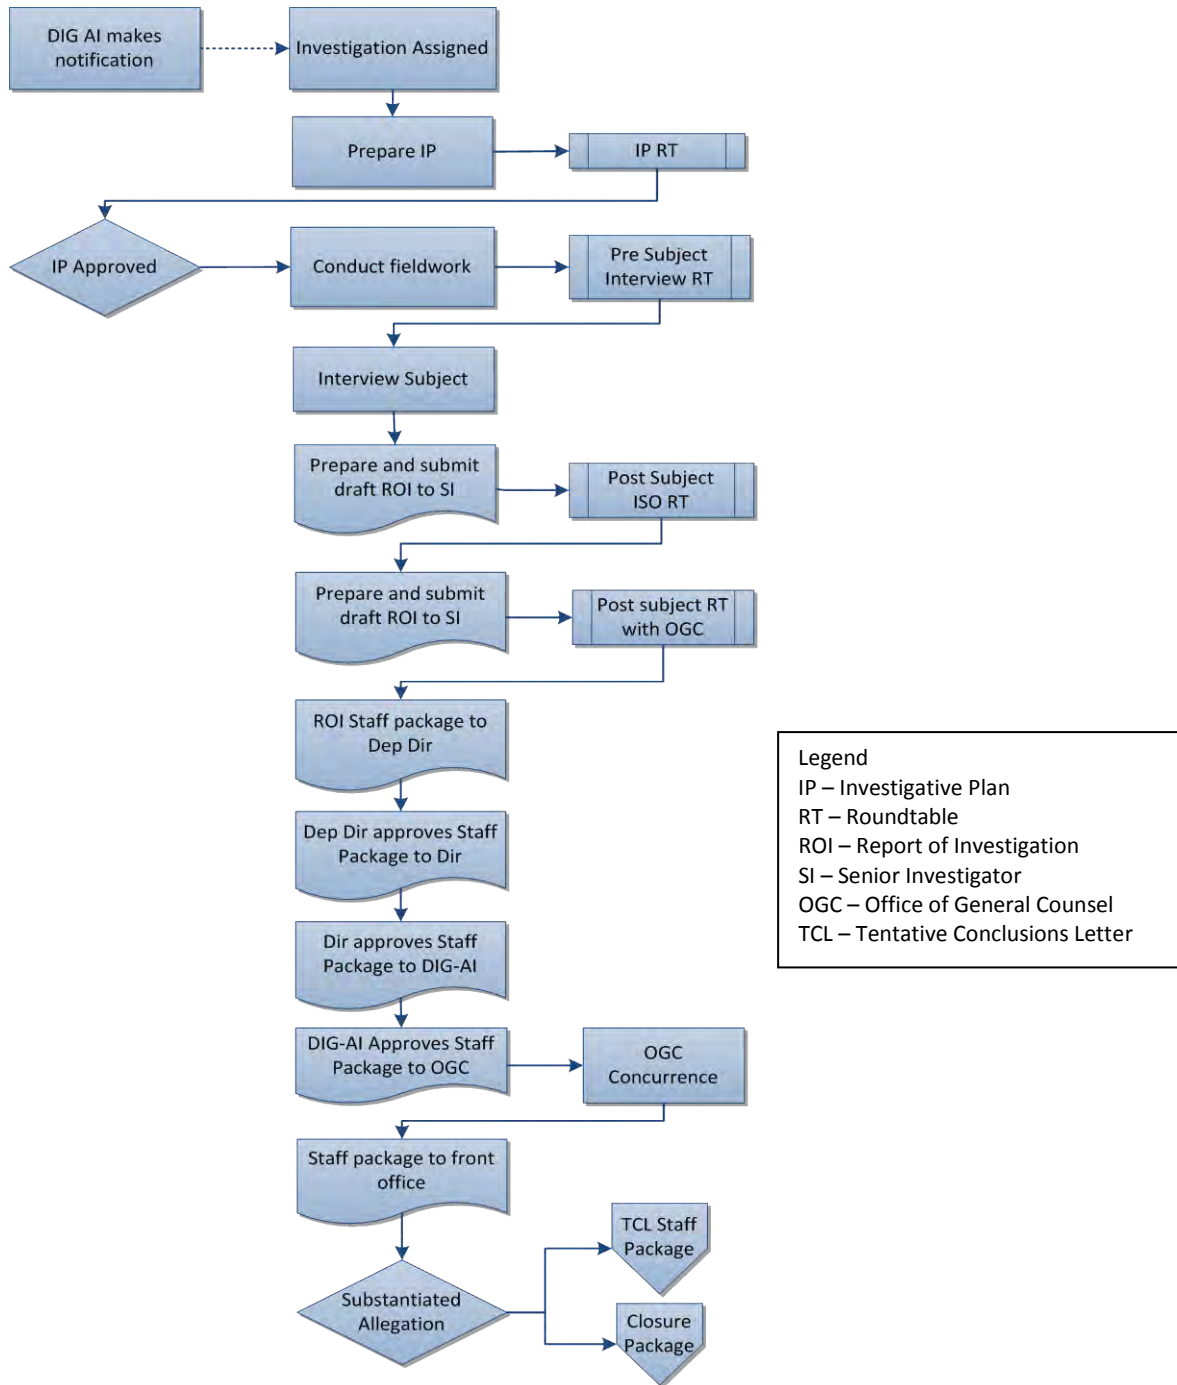 DIG AI makes
notification
Investigation Assigned
Prepare IP
IP RT
IP Approved
Conduct fieldwork
Pre Subject
Interview RT
Interview Subject
Prepare and submit
draft ROI to SI
Post Subject
ISO RT
Prepare and submit
draft ROI to SI
Post subject RT
with OGC
ROI Staff package to
Dep Dir
Dep Dir approves Staff
Package to Dir
Dir approves Staff
Package to DIG-AI
DIG-AI Approves Staff
Package to OGC
OGC
Concurrence
Staff package to front
office
Substantiated
Allegation
TCL Staff
Package
Closure
Package
Legend
IP – Investigative Plan
RT – Roundtable
ROI – Report of Investigation
SI – Senior Investigator
OGC – Office of General Counsel
TCL – Tentative Conclusions Letter